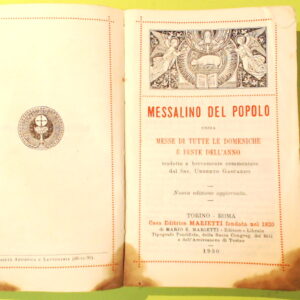 MESSALINO DEL POPOLO
OSSIA
MESSE DI TUTTE LE DOMENICHE
E FESTE DELL'ANNO
tradotte e brevemente commentate
dal Sac. UMBERTO
Nuova edizione aggiornata.
TORINO - ROMA
Casa Editrice MARIETTI fondata nel 1820
di MARIO E. MARIETTI - Editore - Libraio
Tipografo Pontificio, della Sacra Congreg. dei Riti
e dell'Arcivescovo di Torino
1930
ARTISTICA E LETTERARIA